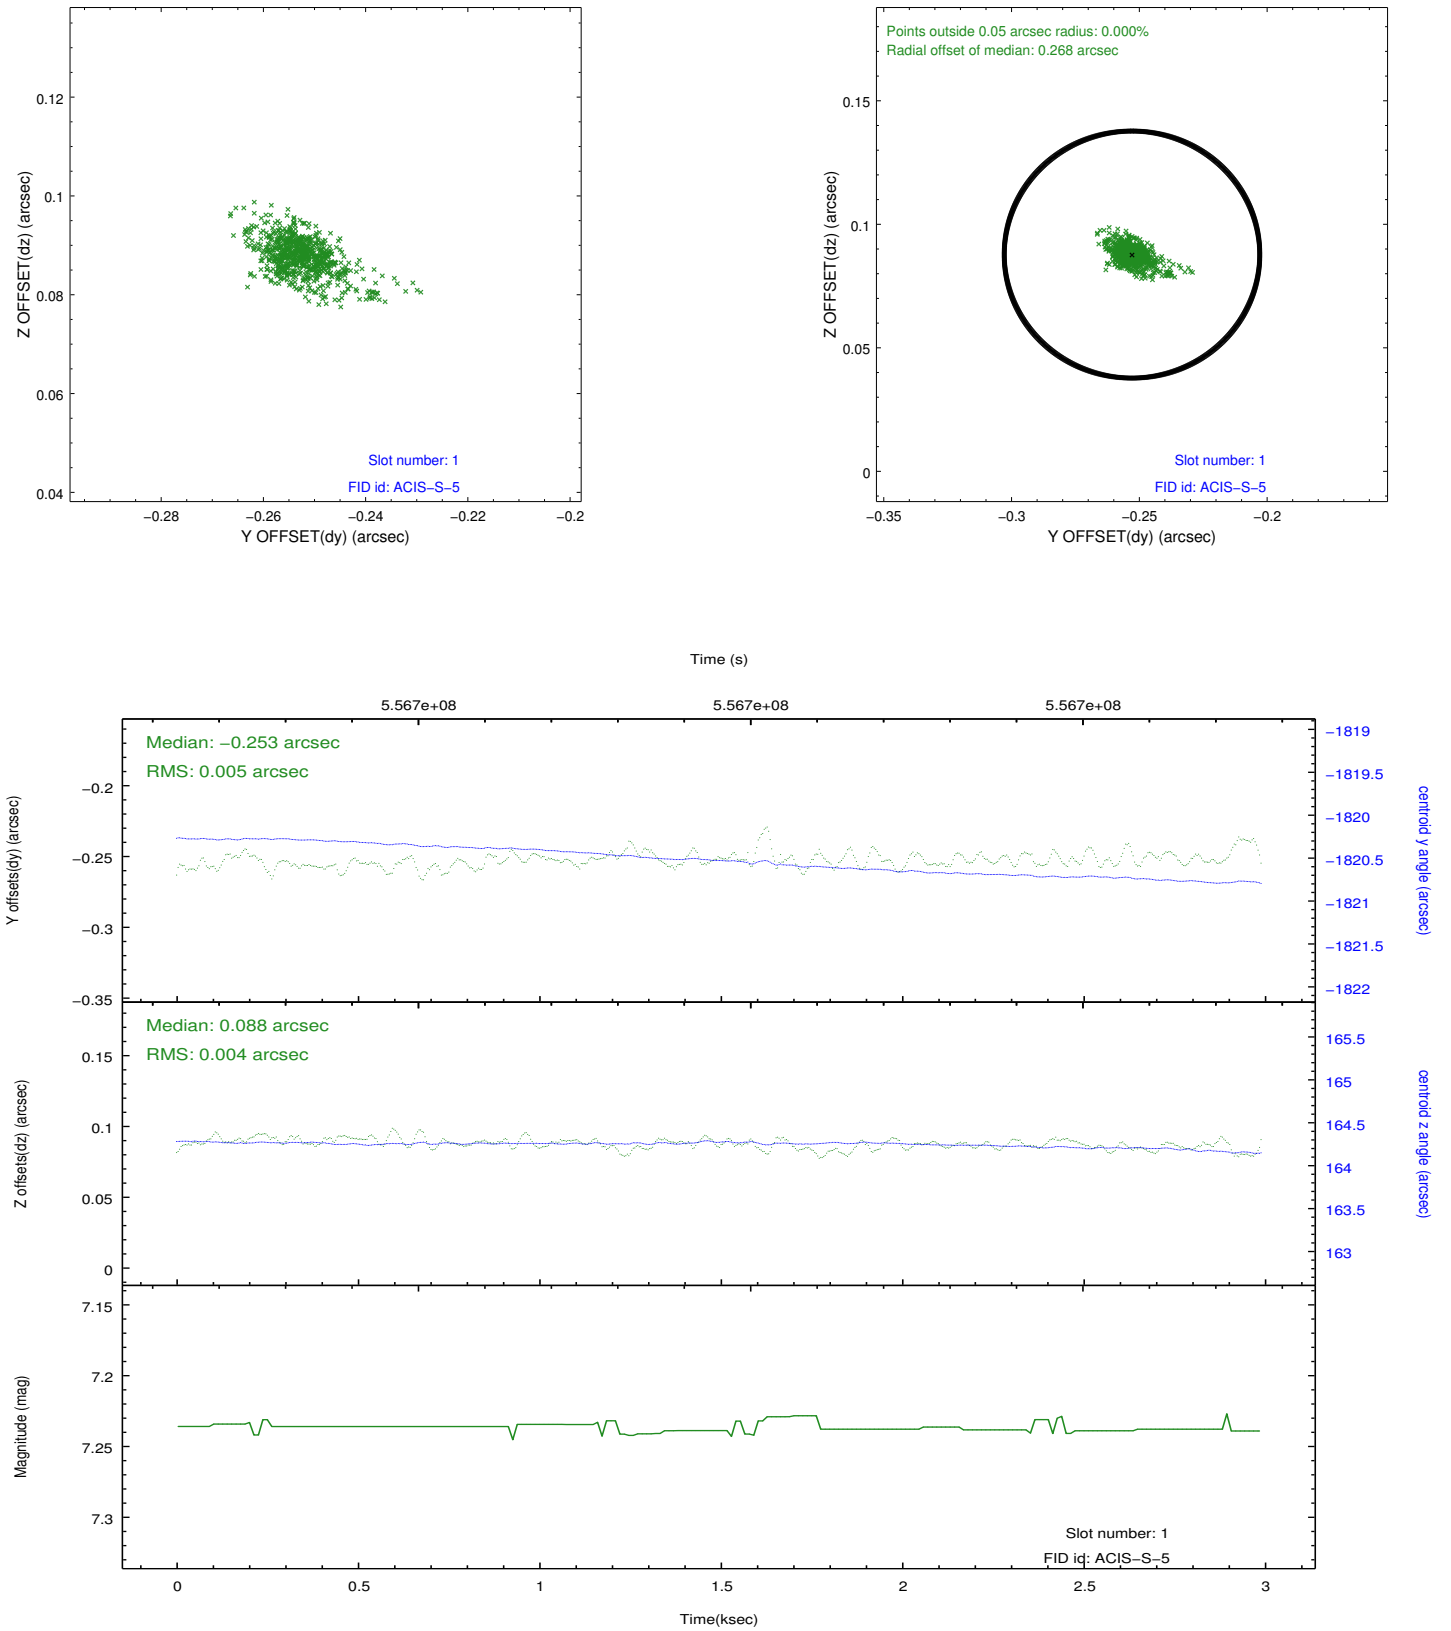 0.12
0.1
0.08
0.06
0.04
Z OFFSET(dz) (arcsec)
Slot number: 1
FID id: ACIS−S−5
−0.28
−0.26
−0.24
−0.22
−0.2
Y OFFSET(dy) (arcsec)
Points outside 0.05 arcsec radius: 0.000%
Radial offset of median: 0.268 arcsec
0.15
0.1
0.05
0
Z OFFSET(dz) (arcsec)
Slot number: 1
FID id: ACIS−S−5
−0.35
−0.3
−0.25
−0.2
Y OFFSET(dy) (arcsec)
Time (s)
5.567e+08
5.567e+08
5.567e+08
Median: −0.253 arcsec
RMS: 0.005 arcsec
−0.2
−0.25
−0.3
−0.35
Y offsets(dy) (arcsec)
−1819
−1819.5
−1820
−1820.5
−1821
−1821.5
−1822
centroid y angle (arcsec)
Median: 0.088 arcsec
RMS: 0.004 arcsec
0.15
0.1
0.05
0
Z offsets(dz) (arcsec)
165.5
165
164.5
164
163.5
163
centroid z angle (arcsec)
7.15
7.2
7.25
7.3
Magnitude (mag)
Slot number: 1
FID id: ACIS−S−5
0
0.5
1
1.5
2
2.5
3
Time(ksec)